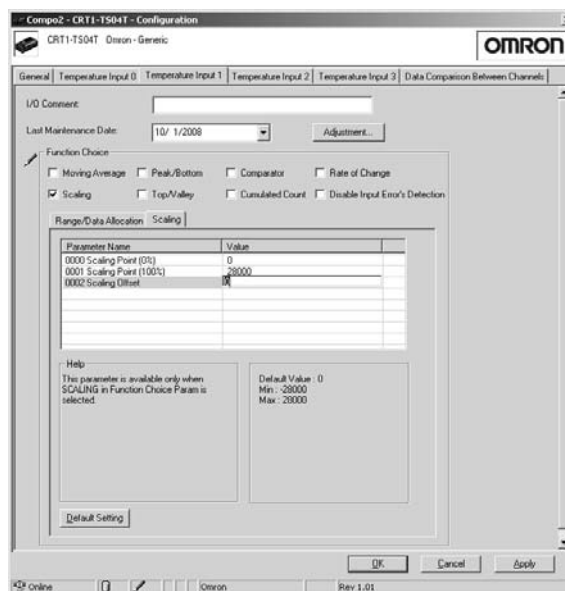 Compo2 - CRT1-TS04T - Configuration
CRT1-TS04T Omron - Generic
OMRON
General Temperature Input 0 Temperature Input 1 Temperature Input 2 Temperature Input 3 Data Comparison Between Channels
I/O Comment:
Last Maintenance Date: 10/ 1/2008 Adjustment...
Function Choice
Moving Average Peak/Bottom Comparator Rate of Change
Scaling Top/Valley Cumulated Count Disable Input Error's Detection
Range/Data Allocation Scaling
Parameter Name Value
0000 Scaling Point (0%) 0
0001 Scaling Point (100%) 28000
0002 Scaling Offset 0
Help
This parameter is available only when
SCALING in Function Choice Param is
selected.
Default Value : 0
Min : -28000
Max : 28000
Default Setting
OK Cancel Apply
Online Omron Rev 1.01